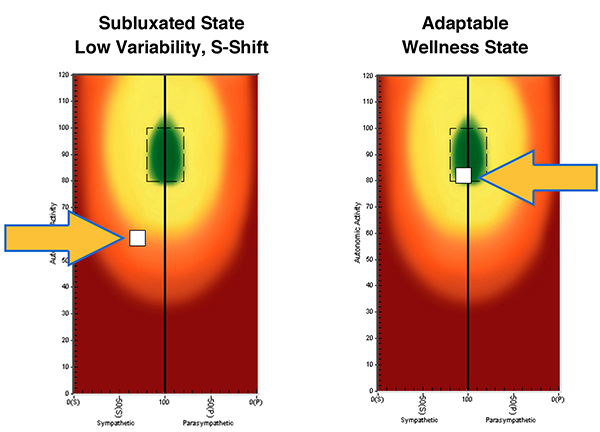 Subluxated State
Low Variability, S-Shift
Adaptable
Wellness State
120
110
100
90
80
70
60
50
40
30
20
10
0
0(S)
50(S)
100
50(P)
0(P)
Sympathetic
Parasympathetic
120
110
100
90
80
70
60
50
40
30
20
10
0
Autonomic Activity
0(S)
50(S)
100
50(P)
0(P)
Sympathetic
Parasympathetic